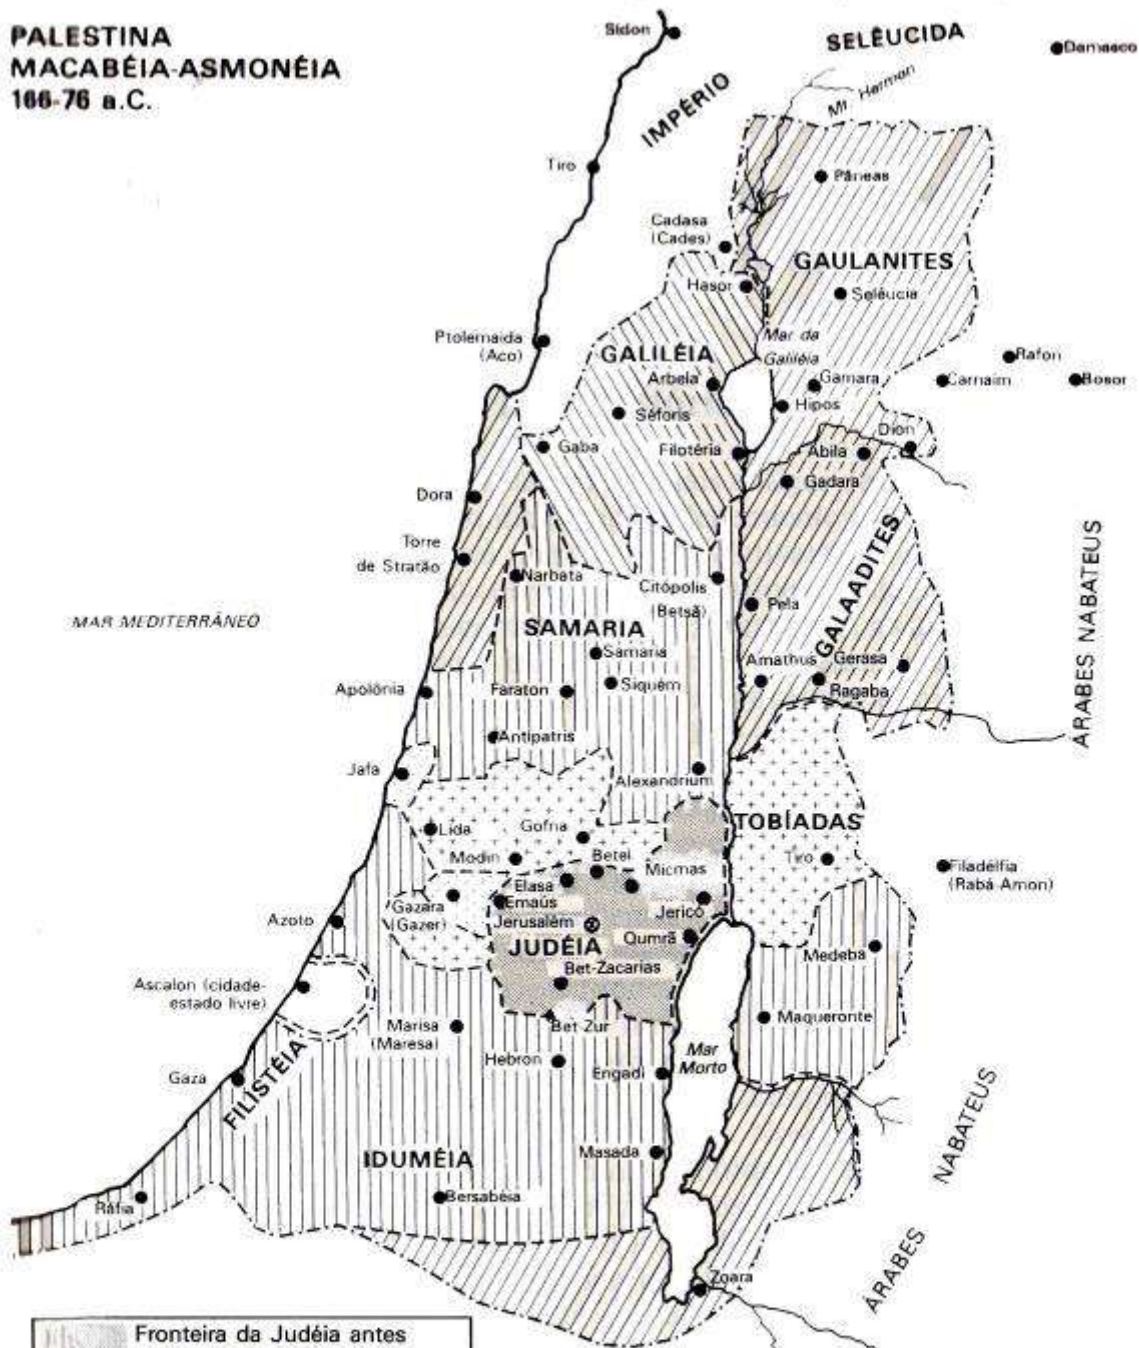 PALESTINA
MACABÉIA-ASMONÉIA
166-76 a.C.
Sídon
SELÊUCIDA
Damasco
IMPÉRIO
Mt. Hermon
Tiro
Pâneas
Cadasa
(Cades)
GAULANITES
Hasor
Selêucia
Ptolemaida
(Aco)
Mar da
Galiléia
GALILÉIA
Rafon
Arbela
Gamara
Carnaim
Bosor
Séforis
Hipos
Dion
Gaba
Filotéria
Abila
Gadara
Dora
Torre
de Stratão
Narbata
Citópolis
(Betsã)
Pela
GALAADITES
ARABES NABATEUS
MAR MEDITERRÂNEO
SAMARIA
Samaria
Amathus
Gerasa
Siquém
Ragaba
Apolônia
Faraton
Antipatris
Jafa
Alexandrium
Lida
Gofna
TOBÍADAS
Modin
Betel
Micmas
Tiro
Filadélfia
(Rabá-Amon)
Elasa
Gazara
(Gazer)
Emaús
Jericó
Azoto
Jerusalém
JUDÉIA
Qumrã
Medeba
Bet-Zacarias
Ascalon (cidade-
estado livre)
Maqueronte
Marisa
(Maresa)
Bet Zur
Hebron
Mar
Morto
Engadi
Gaza
FILISTÉIA
NABATEUS
ARABES
Masada
IDUMÉIA
Bersabéia
Ráfia
Zoara
Fronteira da Judéia antes